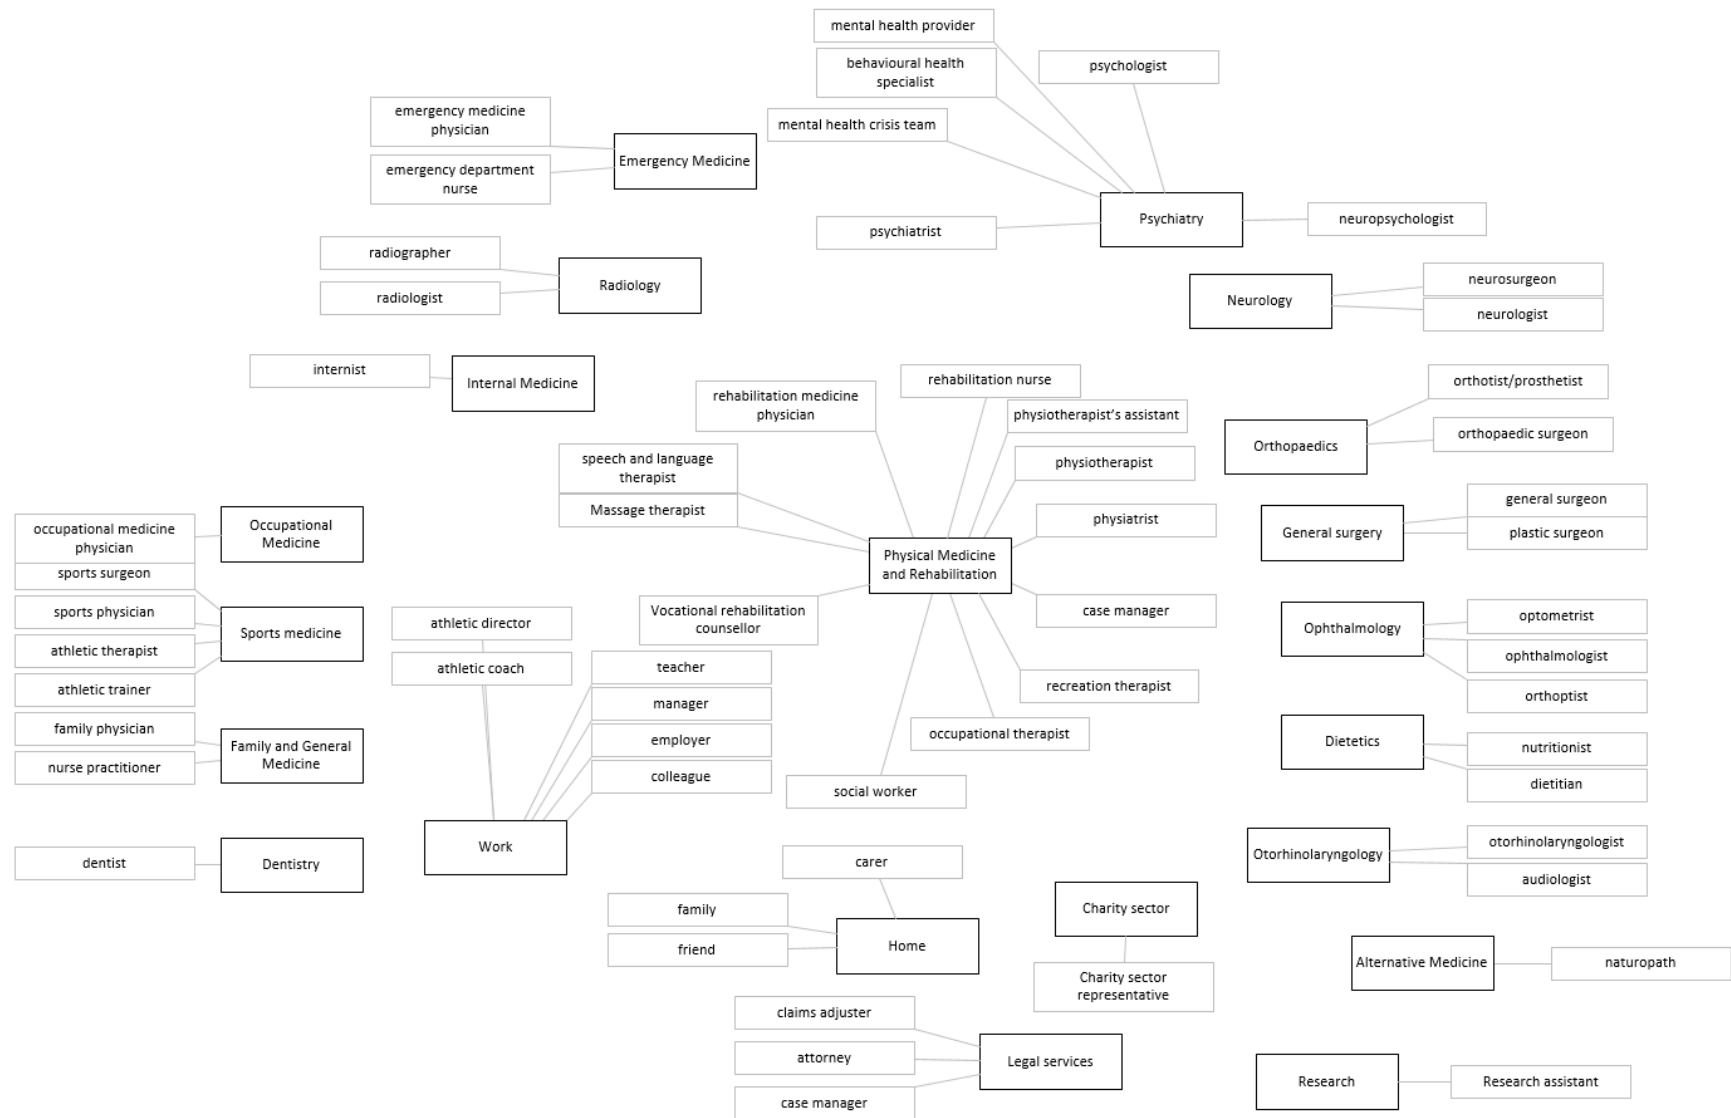 mental health provider
behavioural health
specialist
psychologist
mental health crisis team
emergency medicine
physician
Emergency Medicine
emergency department
nurse
Psychiatry
neuropsychologist
psychiatrist
radiographer
Radiology
radiologist
neurosurgeon
Neurology
neurologist
internist
Internal Medicine
rehabilitation medicine
physician
rehabilitation nurse
physiotherapist’s assistant
orthotist/prosthetist
orthopaedic surgeon
Orthopaedics
speech and language
therapist
Massage therapist
physiotherapist
physiatrist
general surgeon
General surgery
plastic surgeon
occupational medicine
physician
Occupational
Medicine
Physical Medicine
and Rehabilitation
sports surgeon
sports physician
Sports medicine
athletic therapist
athletic trainer
athletic director
athletic coach
Vocational rehabilitation
counsellor
case manager
optometrist
Ophthalmology
ophthalmologist
orthoptist
teacher
manager
employer
colleague
recreation therapist
occupational therapist
social worker
family physician
Family and General
Medicine
nurse practitioner
Dietetics
nutritionist
dietitian
Work
dentist
Dentistry
otorhinolaryngologist
Otorhinolaryngology
audiologist
carer
family
Home
friend
Charity sector
Charity sector
representative
Alternative Medicine
naturopath
claims adjuster
attorney
Legal services
case manager
Research
Research assistant